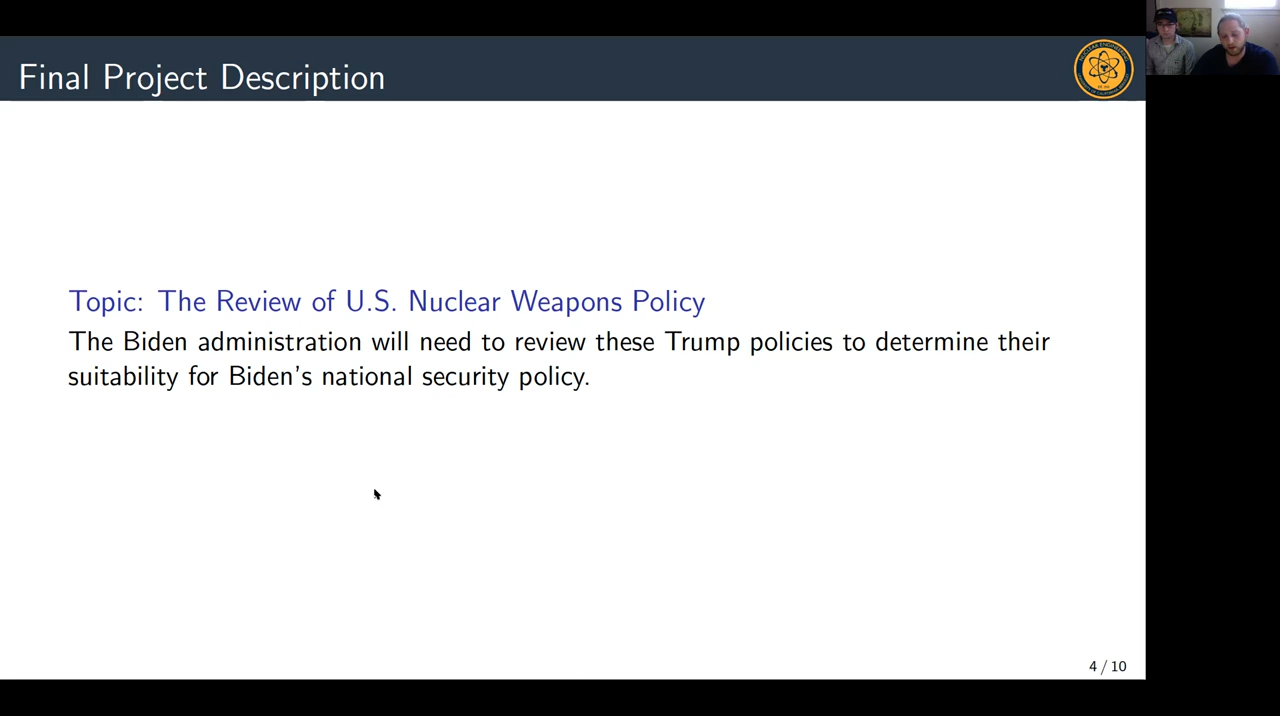 Final Project Description
Topic: The Review of U.S. Nuclear Weapons Policy
The Biden administration will need to review these Trump policies to determine their
suitability for Biden's national security policy.
4 / 10